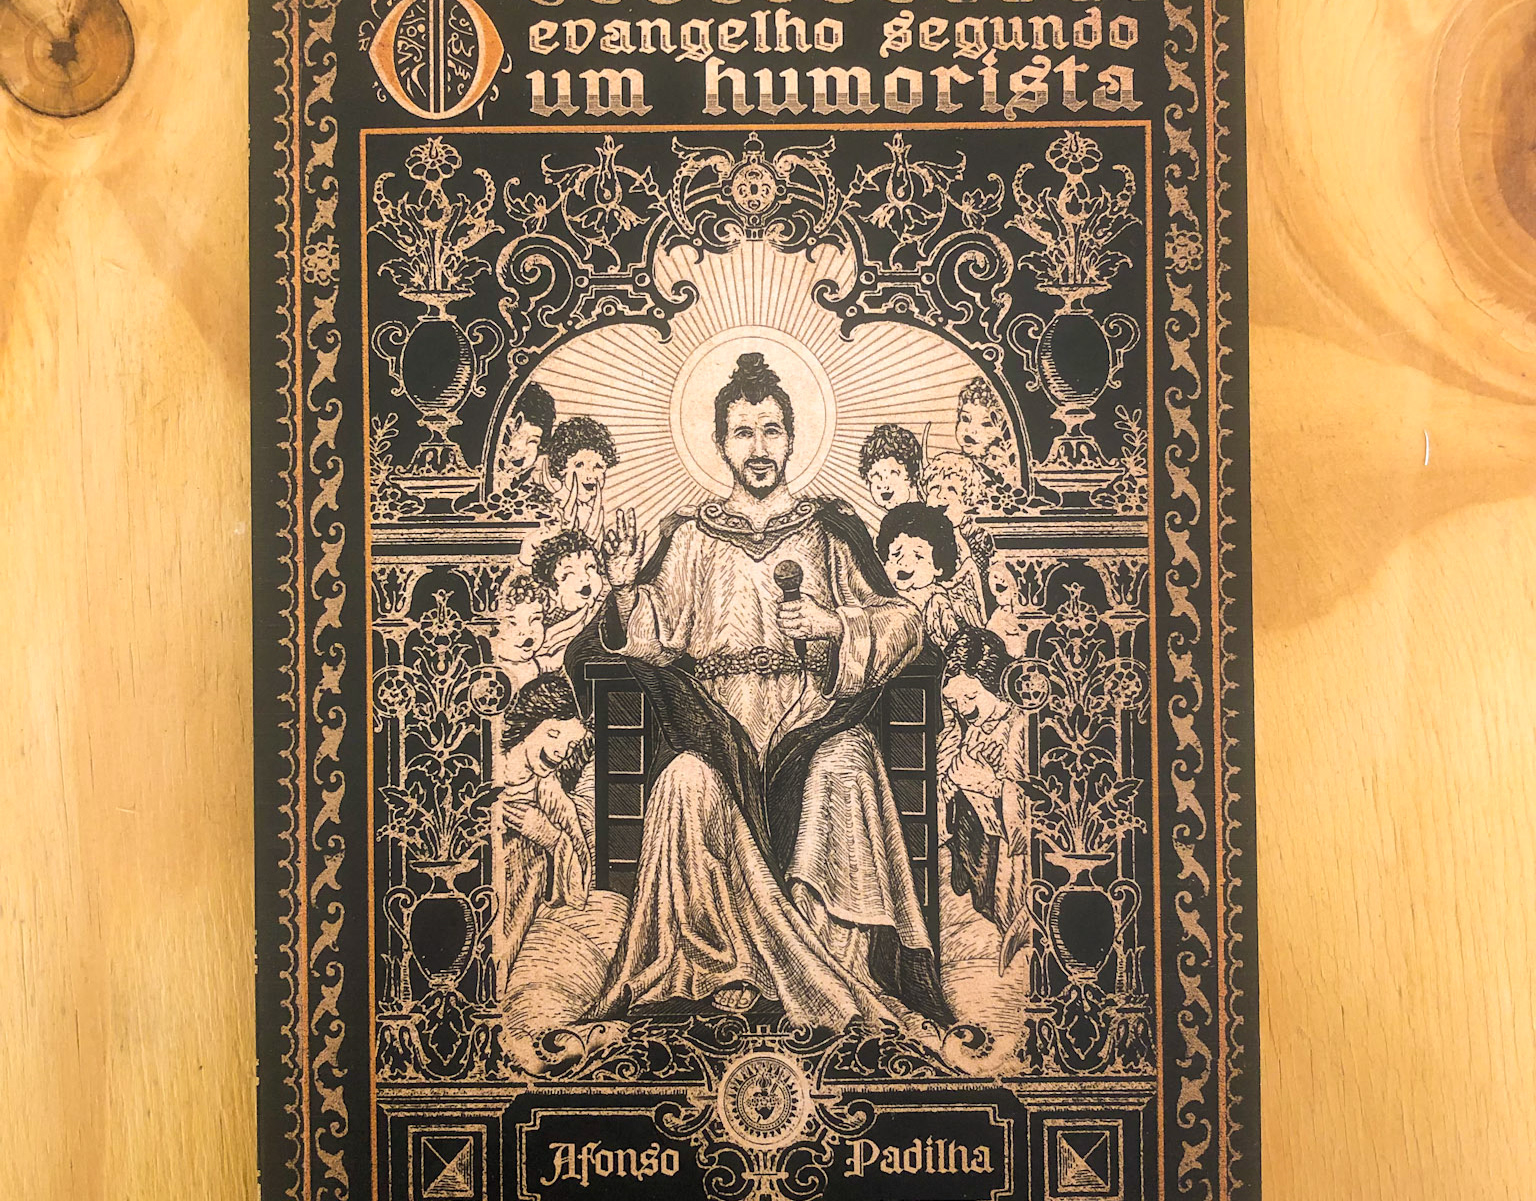 O evangelho segundo
um humorista
Afonso Padilha